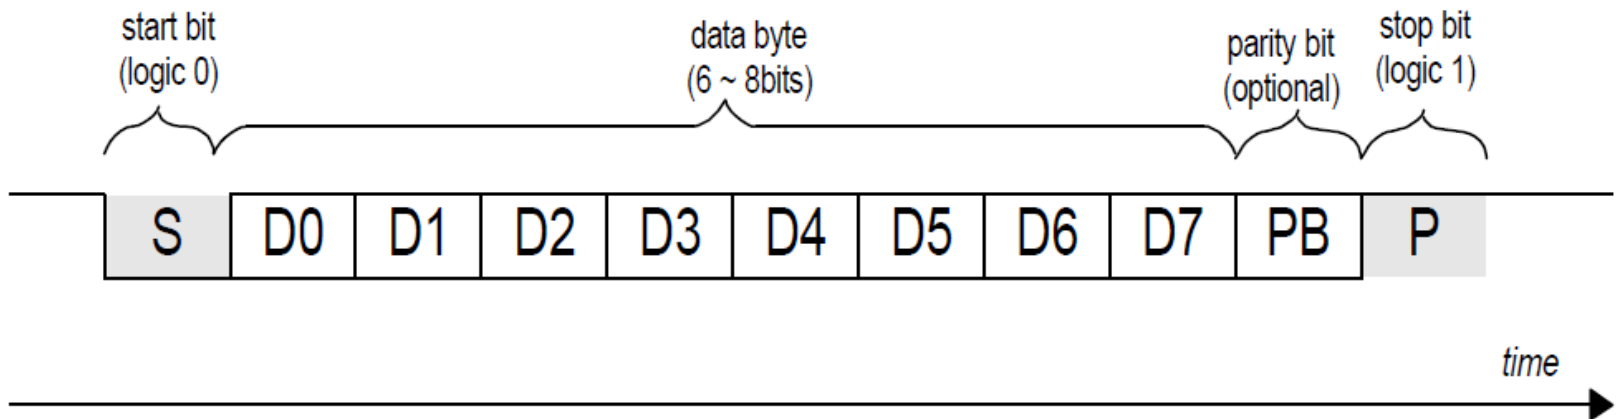 start bit
(logic 0)
data byte
(6 ~ 8bits)
parity bit
(optional)
stop bit
(logic 1)
S D0 D1 D2 D3 D4 D5 D6 D7 PB P
time